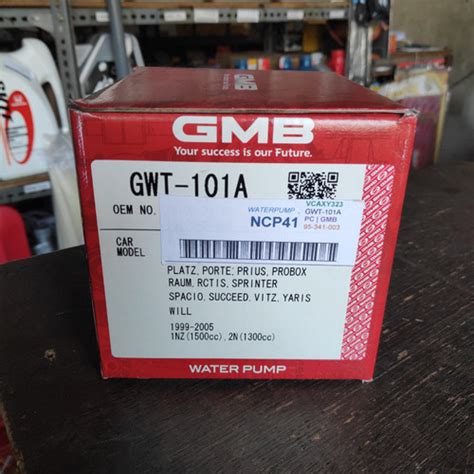 GMB
Your success is our Future.
GWT-101A
OEM NO.
WATERPUMP
NCP41
VCAXY323
GWT-101A
PC | GMB
95-341-003
CAR
MODEL
PLATZ, PORTE, PRIUS, PROBOX
RAUM, RCTIS, SPRINTER
SPACIO, SUCCEED, VITZ, YARIS
WILL
1999-2005
1NZ(1500cc), 2N(1300cc)
WATER PUMP